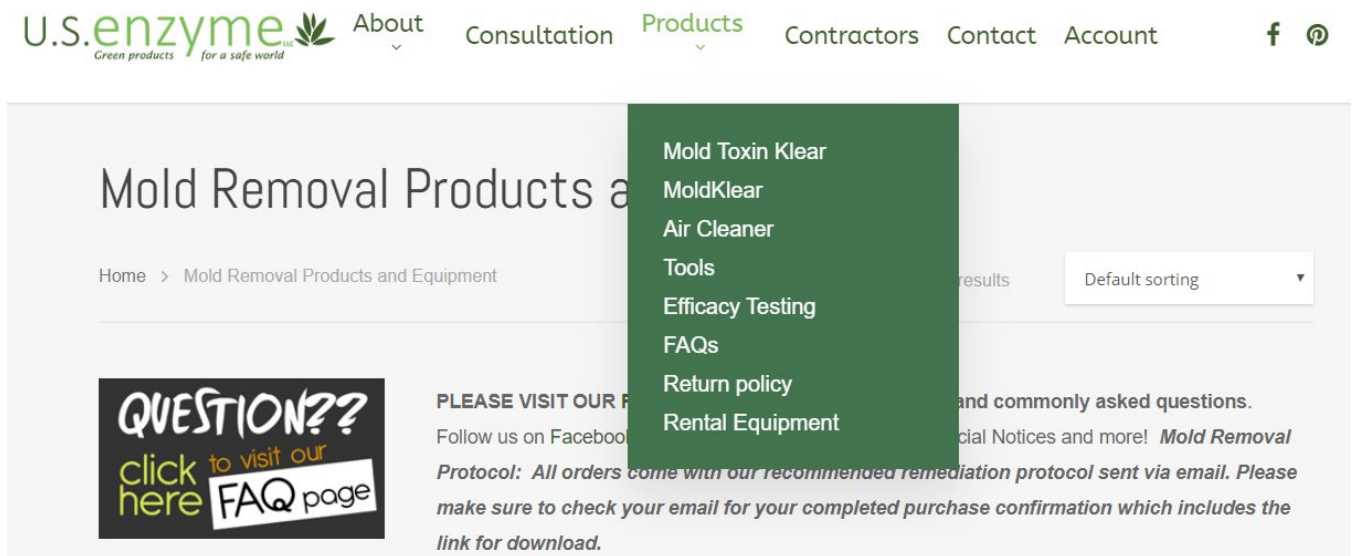 U.S.enzyme LLC
Green products for a safe world
About Consultation Products Contractors Contact Account
Mold Toxin Klear
MoldKlear
Air Cleaner
Tools
Efficacy Testing
FAQs
Return policy
Rental Equipment
Mold Removal Products a
Home > Mold Removal Products and Equipment
results
Default sorting
QUESTION??
click to visit our
here FAQ page
PLEASE VISIT OUR and commonly asked questions.
Follow us on Facebook cial Notices and more! Mold Removal
Protocol: All orders come with our recommended remediation protocol sent via email. Please
make sure to check your email for your completed purchase confirmation which includes the
link for download.